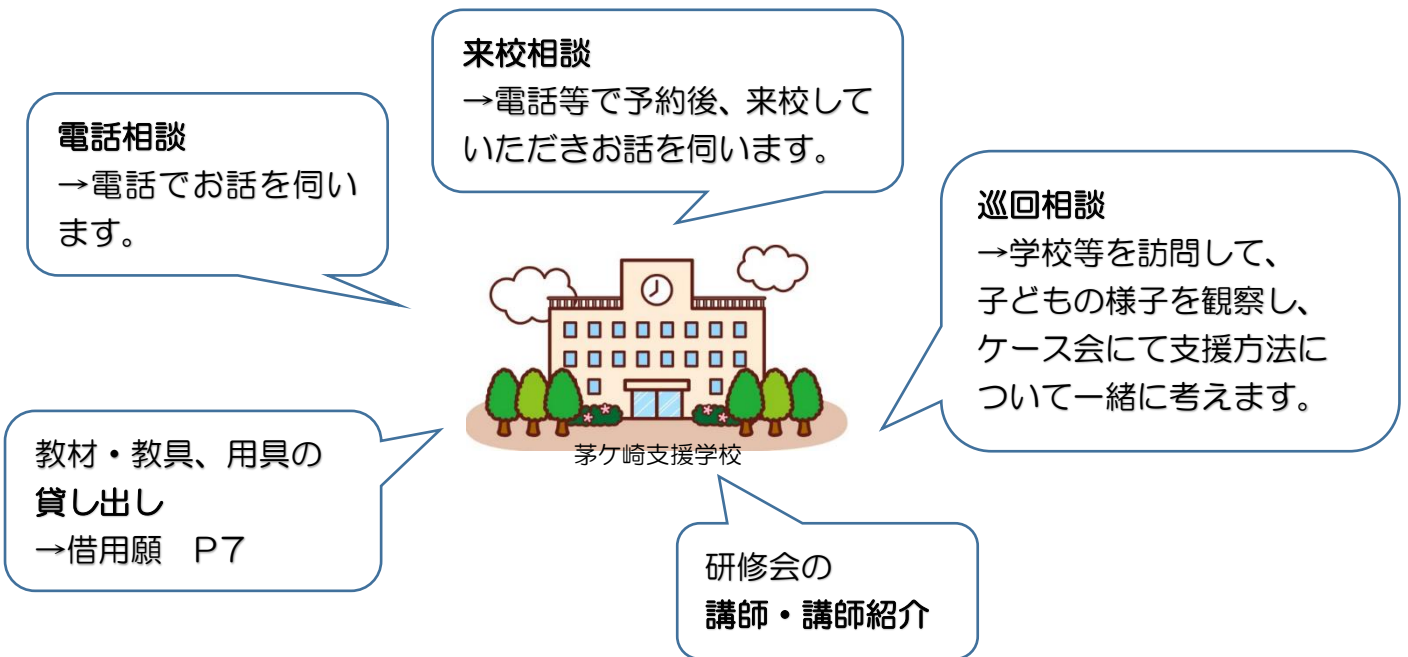 来校相談
→電話等で予約後、来校して
いただきお話を伺います。
電話相談
→電話でお話を伺い
ます。
巡回相談
→学校等を訪問して、
子どもの様子を観察し、
ケース会にて支援方法に
ついて一緒に考えます。
茅ケ崎支援学校
教材・教具、用具の
貸し出し
→借用願　P7
研修会の
講師・講師紹介